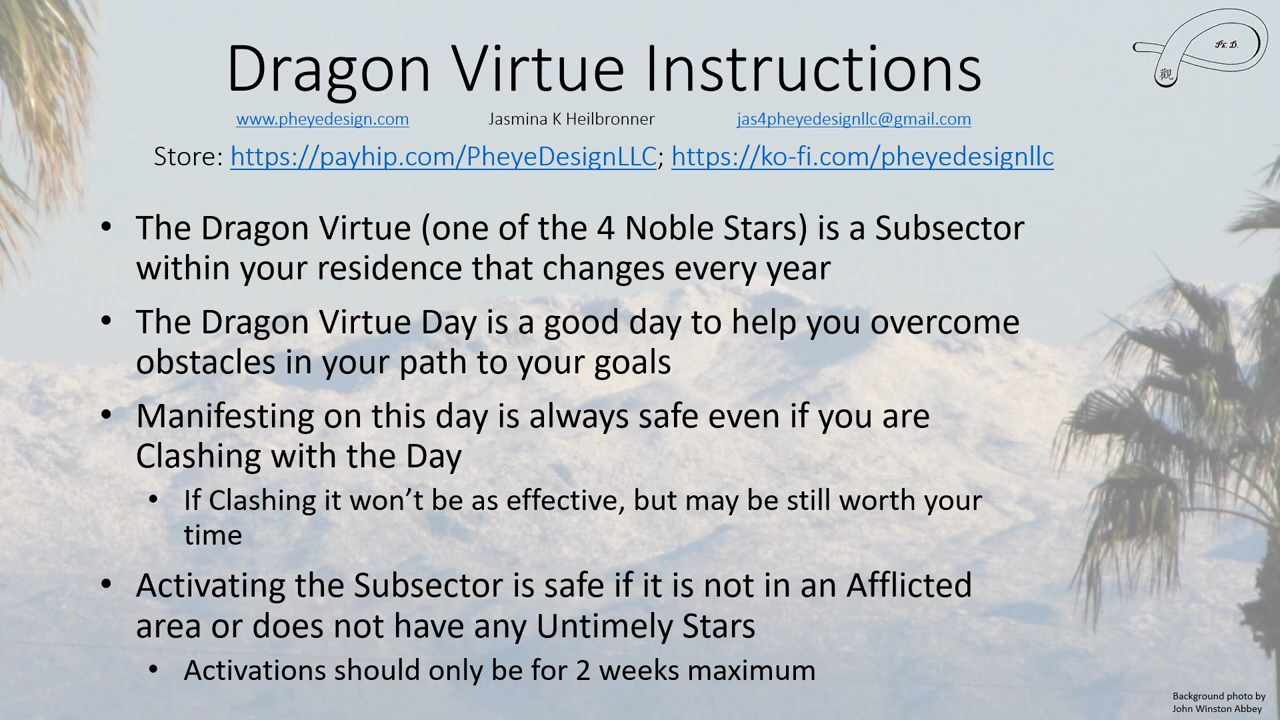 Dragon Virtue Instructions
Ph. D.
觀
www.pheyedesign.com Jasmina K Heilbronner jas4pheyedesignllc@gmail.com
Store: https://payhip.com/PheyeDesignLLC; https://ko-fi.com/pheyedesignllc
• The Dragon Virtue (one of the 4 Noble Stars) is a Subsector
within your residence that changes every year
• The Dragon Virtue Day is a good day to help you overcome
obstacles in your path to your goals
• Manifesting on this day is always safe even if you are
Clashing with the Day
• If Clashing it won’t be as effective, but may be still worth your
time
• Activating the Subsector is safe if it is not in an Afflicted
area or does not have any Untimely Stars
• Activations should only be for 2 weeks maximum
Background photo by
John Winston Abbey